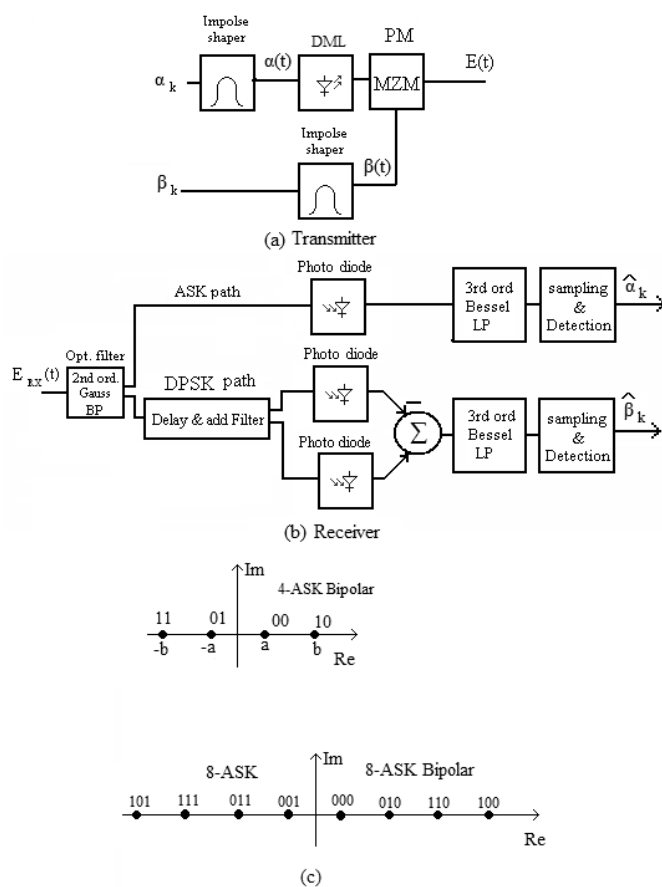 Impolse
shaper
α(t)
DML
PM
E(t)
α k
MZM
Impolse
shaper
β(t)
β k
(a) Transmitter
Photo diode
ASK path
3rd ord
Bessel
LP
sampling
&
Detection
α̂ k
Opt. filter
E RX (t)
2nd ord.
Gauss
BP
DPSK path
Photo diode
Delay & add Filter
Photo diode
−
Σ
3rd ord
Bessel
LP
sampling
&
Detection
β̂ k
(b) Receiver
Im
4-ASK Bipolar
11 01 00 10
-b -a a b
Re
Im
8-ASK 8-ASK Bipolar
101 111 011 001 000 010 110 100
Re
(c)